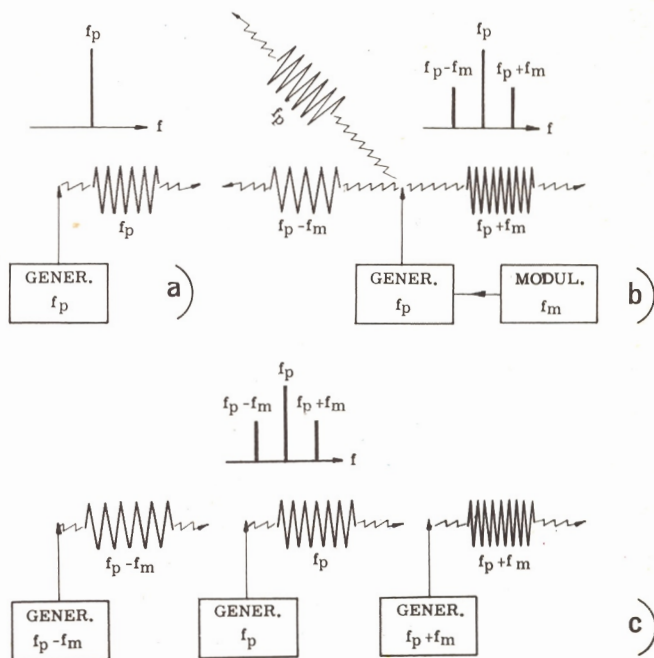 fp
f
fp
GENER.
fp
a)
fp
fp
fp-fm
fp+fm
f
fp-fm
fp+fm
GENER.
fp
MODUL.
fm
b)
fp
fp-fm
fp+fm
f
fp-fm
fp
fp+fm
GENER.
fp-fm
GENER.
fp
GENER.
fp+fm
c)